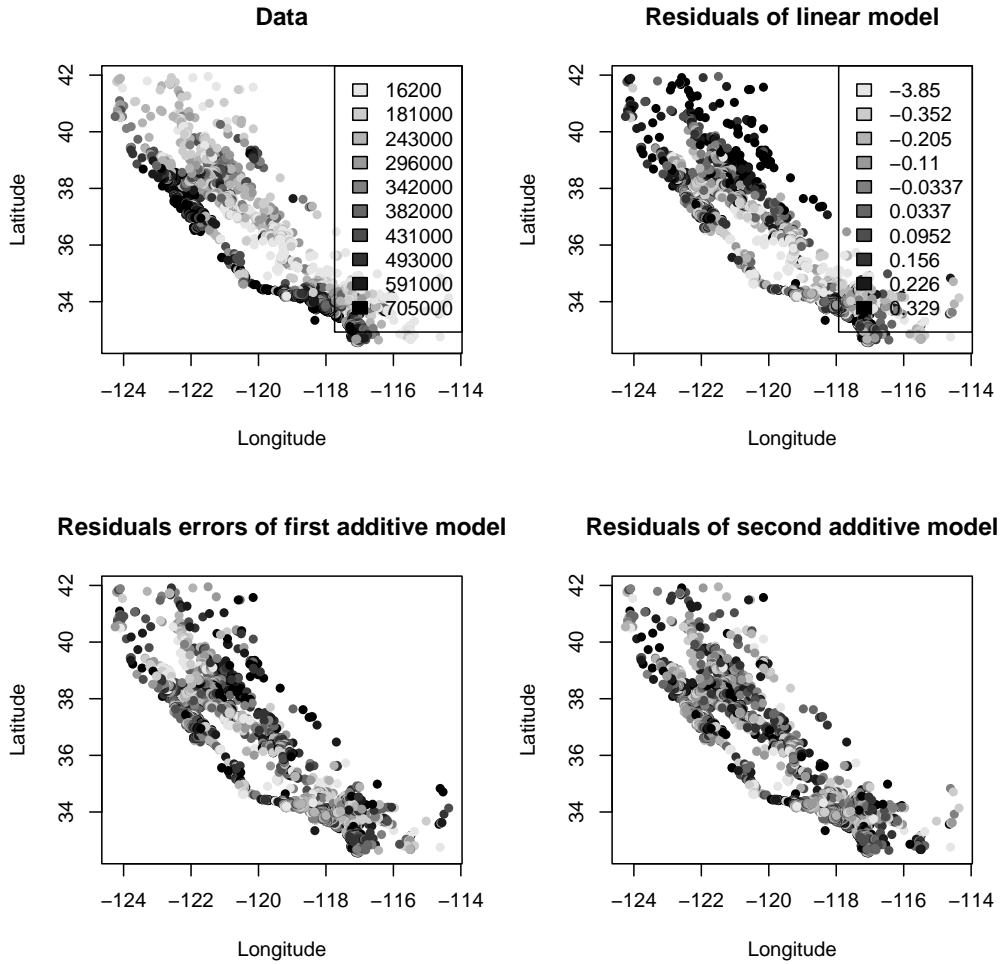 Data
Residuals of linear model
Latitude
42
40
38
36
34
16200
181000
243000
296000
342000
382000
431000
493000
591000
705000
−124 −122 −120 −118 −116 −114
Longitude
Latitude
42
40
38
36
34
−3.85
−0.352
−0.205
−0.11
−0.0337
0.0337
0.0952
0.156
0.226
0.329
−124 −122 −120 −118 −116 −114
Longitude
Residuals errors of first additive model
Residuals of second additive model
Latitude
42
40
38
36
34
−124 −122 −120 −118 −116 −114
Longitude
Latitude
42
40
38
36
34
−124 −122 −120 −118 −116 −114
Longitude